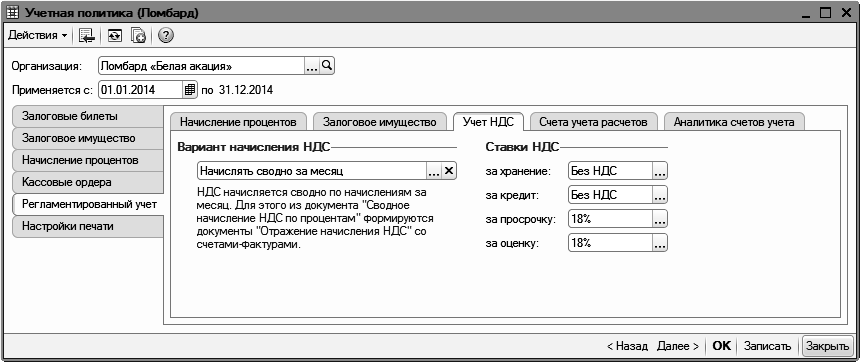 Учетная политика (Ломбард)
Действия
Организация: Ломбард «Белая акация» ...
Применяется с: 01.01.2014 по 31.12.2014
Залоговые билеты
Залоговое имущество
Начисление процентов
Кассовые ордера
Регламентированный учет
Настройки печати
Начисление процентов Залоговое имущество Учет НДС Счета учета расчетов Аналитика счетов учета
Вариант начисления НДС
Начислять сводно за месяц ... x
НДС начисляется сводно по начислениям за
месяц. Для этого из документа "Сводное
начисление НДС по процентам" формируются
документы "Отражение начисления НДС" со
счетами-фактурами.
Ставки НДС
за хранение: Без НДС ...
за кредит: Без НДС ...
за просрочку: 18% ...
за оценку: 18% ...
< Назад Далее > OK Записать Закрыть